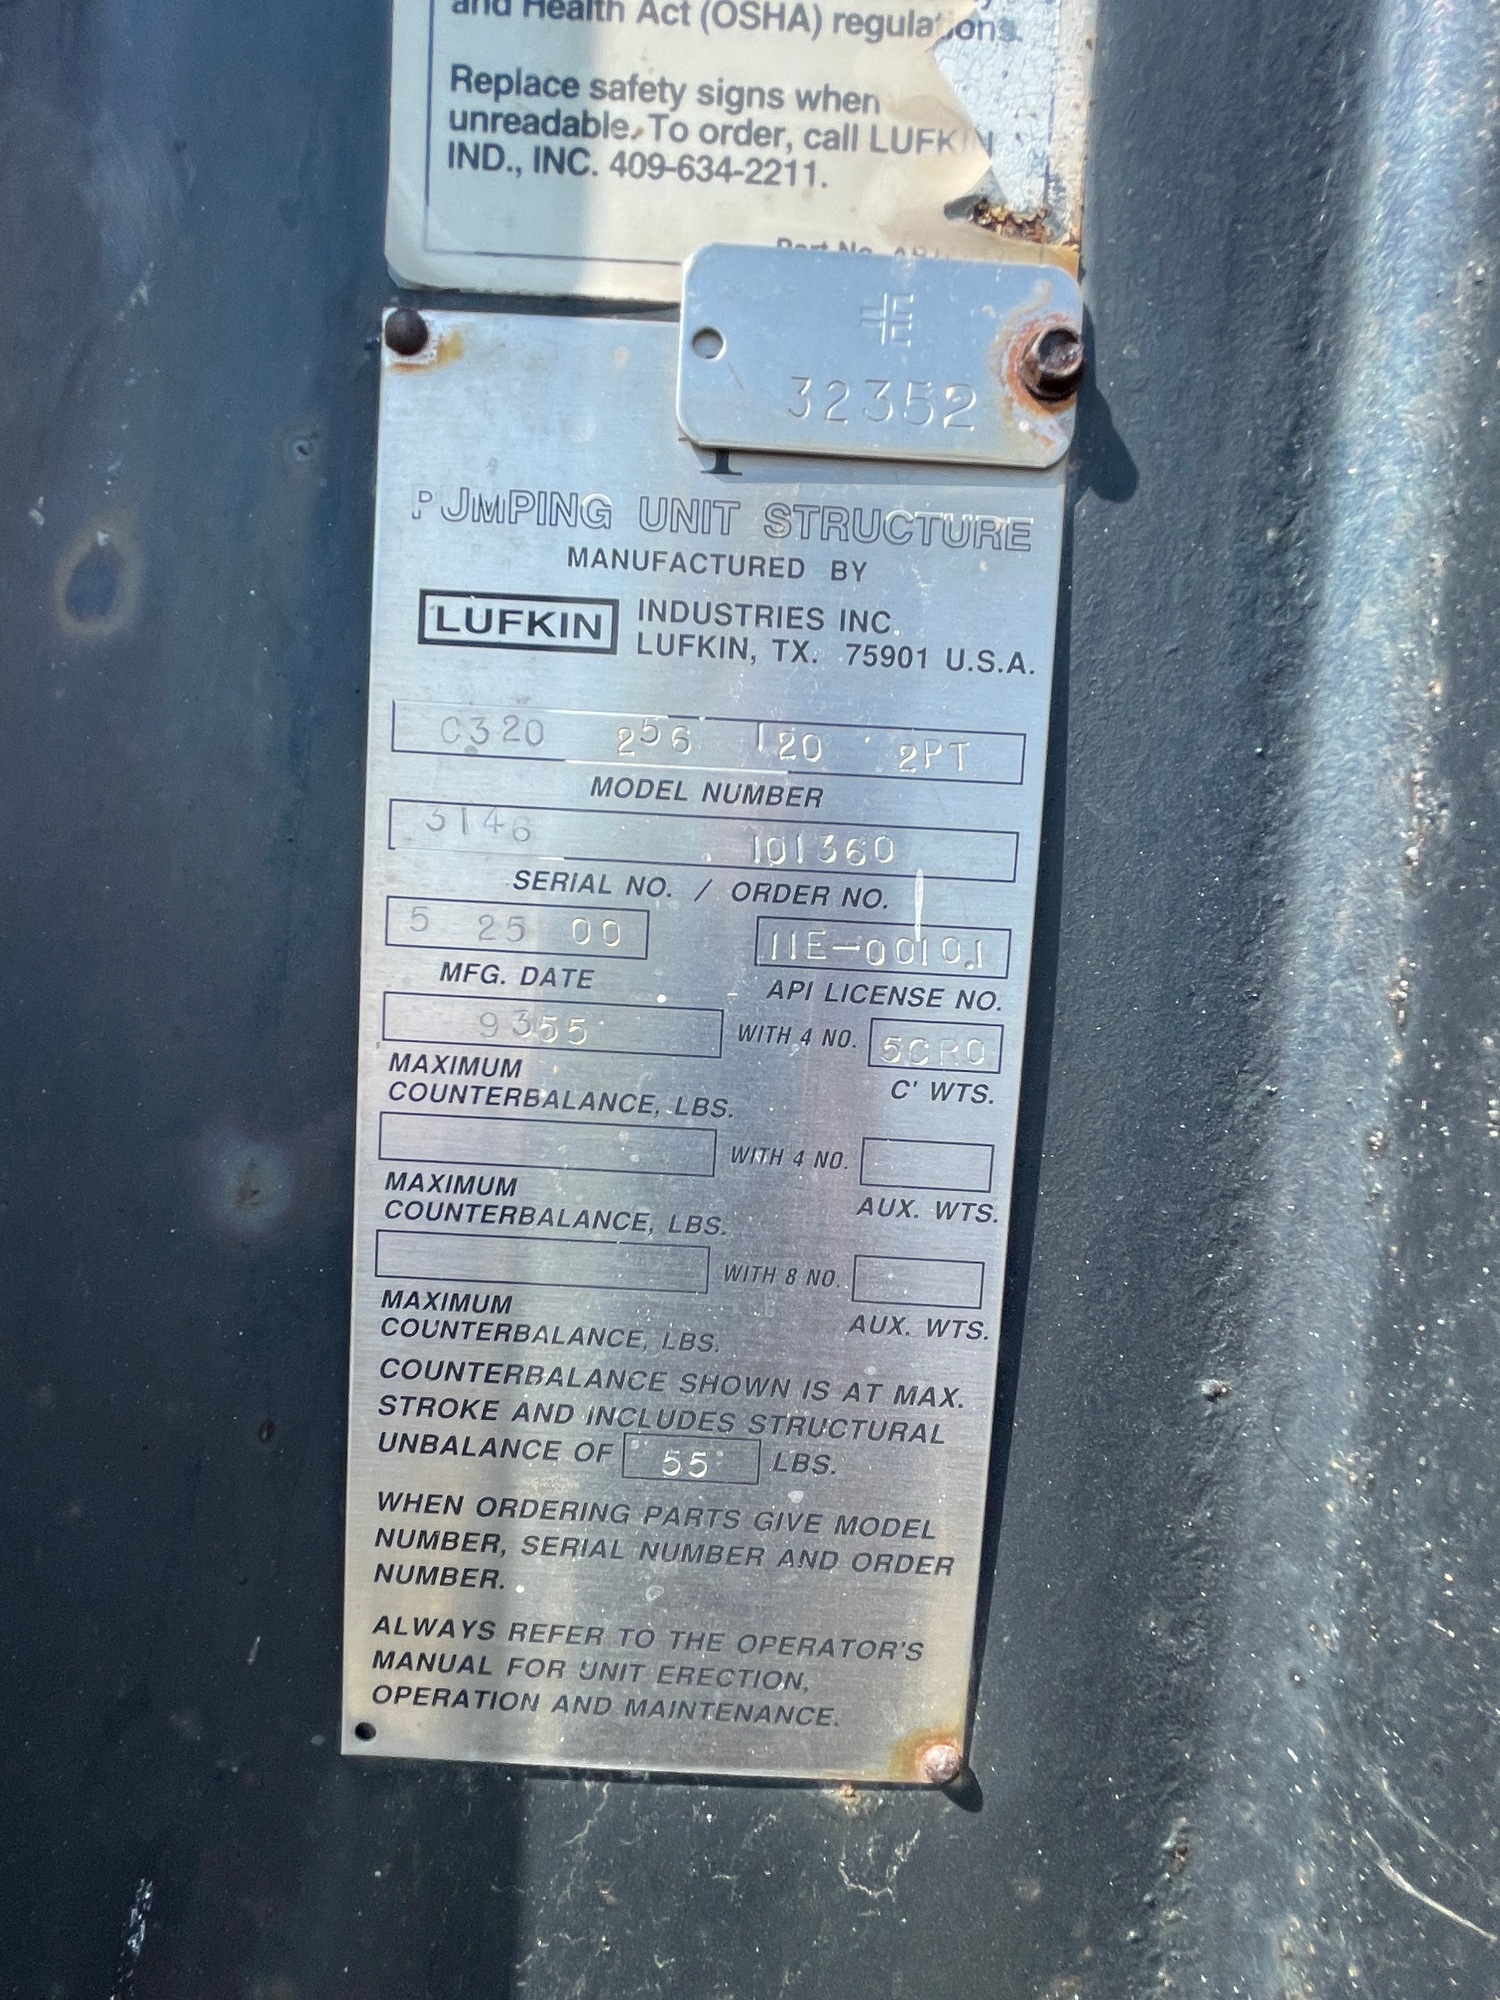 and Health Act (OSHA) regulations.
Replace safety signs when
unreadable. To order, call LUFKIN
IND., INC. 409-634-2211.
Part No.
32352
PUMPING UNIT STRUCTURE
MANUFACTURED BY
LUFKIN INDUSTRIES INC.
LUFKIN, TX. 75901 U.S.A.
C320 256 120 2PT
MODEL NUMBER
3146 101360
SERIAL NO. / ORDER NO.
5 25 00 11E-0010.1
MFG. DATE API LICENSE NO.
9355 WITH 4 NO. 5CRO
MAXIMUM
COUNTERBALANCE, LBS. C' WTS.
WITH 4 NO.
MAXIMUM
COUNTERBALANCE, LBS. AUX. WTS.
WITH 8 NO.
MAXIMUM
COUNTERBALANCE, LBS. AUX. WTS.
COUNTERBALANCE SHOWN IS AT MAX.
STROKE AND INCLUDES STRUCTURAL
UNBALANCE OF 55 LBS.
WHEN ORDERING PARTS GIVE MODEL
NUMBER, SERIAL NUMBER AND ORDER
NUMBER.
ALWAYS REFER TO THE OPERATOR'S
MANUAL FOR UNIT ERECTION,
OPERATION AND MAINTENANCE.